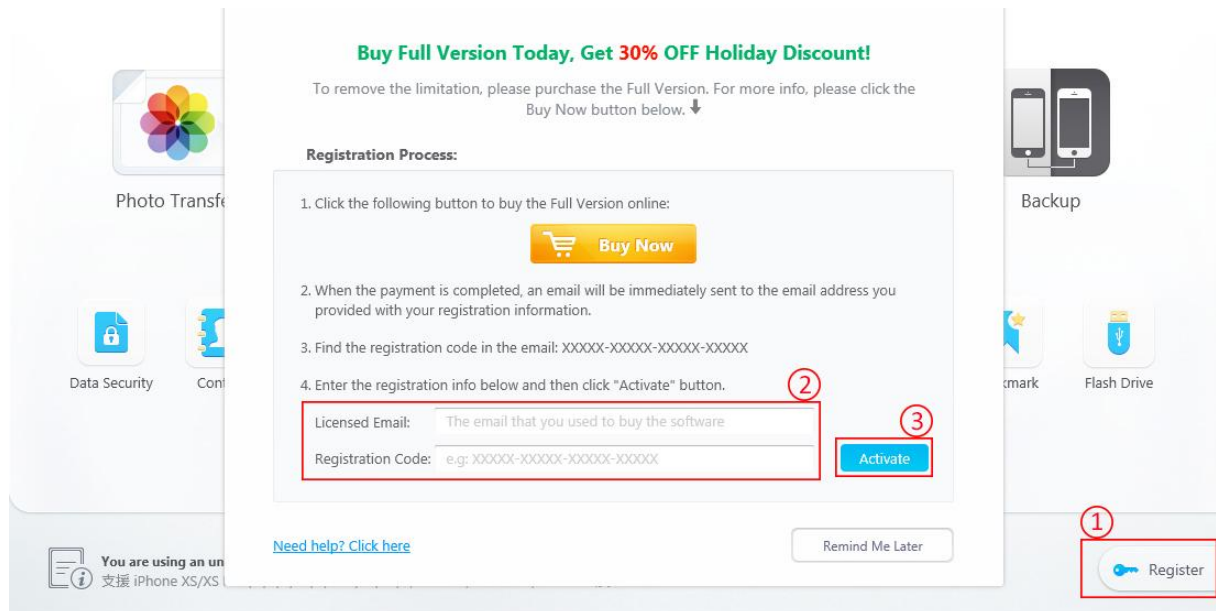 Buy Full Version Today, Get 30% OFF Holiday Discount!
To remove the limitation, please purchase the Full Version. For more info, please click the
Buy Now button below.
Registration Process:
1. Click the following button to buy the Full Version online:
Buy Now
2. When the payment is completed, an email will be immediately sent to the email address you
provided with your registration information.
3. Find the registration code in the email: XXXXX-XXXXX-XXXXX-XXXXX
4. Enter the registration info below and then click "Activate" button.
②
Licensed Email: The email that you used to buy the software
③
Registration Code: e.g: XXXXX-XXXXX-XXXXX-XXXXX
Activate
Need help? Click here
Remind Me Later
Photo Transfe
Backup
Data Security
Cont
kmark
Flash Drive
You are using an un
支援 iPhone XS/XS
①
Register